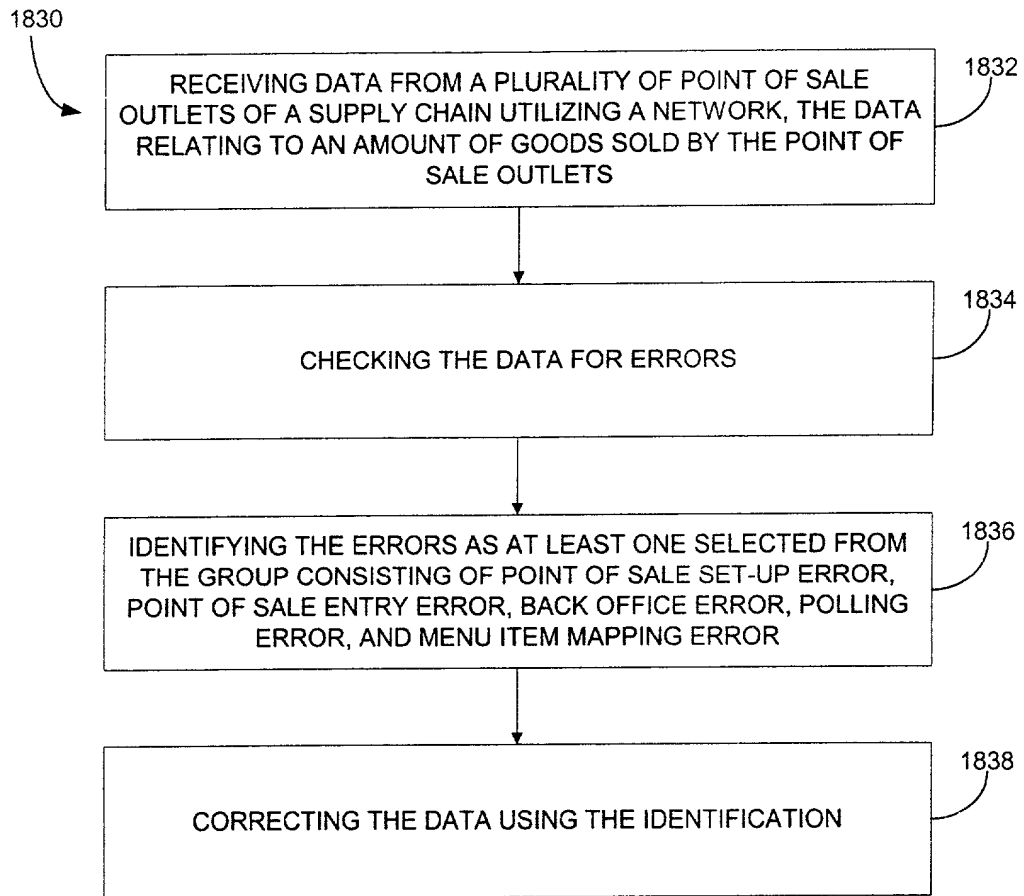 1830
RECEIVING DATA FROM A PLURALITY OF POINT OF SALE
OUTLETS OF A SUPPLY CHAIN UTILIZING A NETWORK, THE DATA
RELATING TO AN AMOUNT OF GOODS SOLD BY THE POINT OF
SALE OUTLETS
1832
CHECKING THE DATA FOR ERRORS
1834
IDENTIFYING THE ERRORS AS AT LEAST ONE SELECTED FROM
THE GROUP CONSISTING OF POINT OF SALE SET-UP ERROR,
POINT OF SALE ENTRY ERROR, BACK OFFICE ERROR, POLLING
ERROR, AND MENU ITEM MAPPING ERROR
1836
CORRECTING THE DATA USING THE IDENTIFICATION
1838